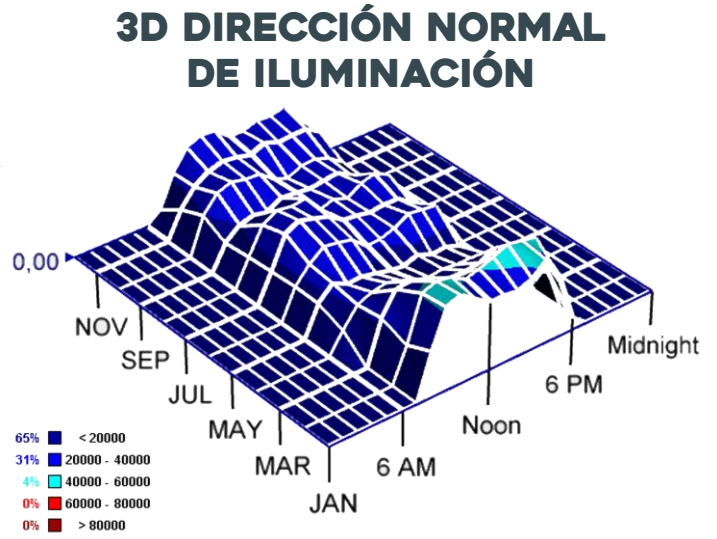 3D DIRECCIÓN NORMAL
DE ILUMINACIÓN
0,00
NOV
SEP
JUL
MAY
MAR
JAN
6 AM
Noon
6 PM
Midnight
65% < 20000
31% 20000 - 40000
4% 40000 - 60000
0% 60000 - 80000
0% > 80000